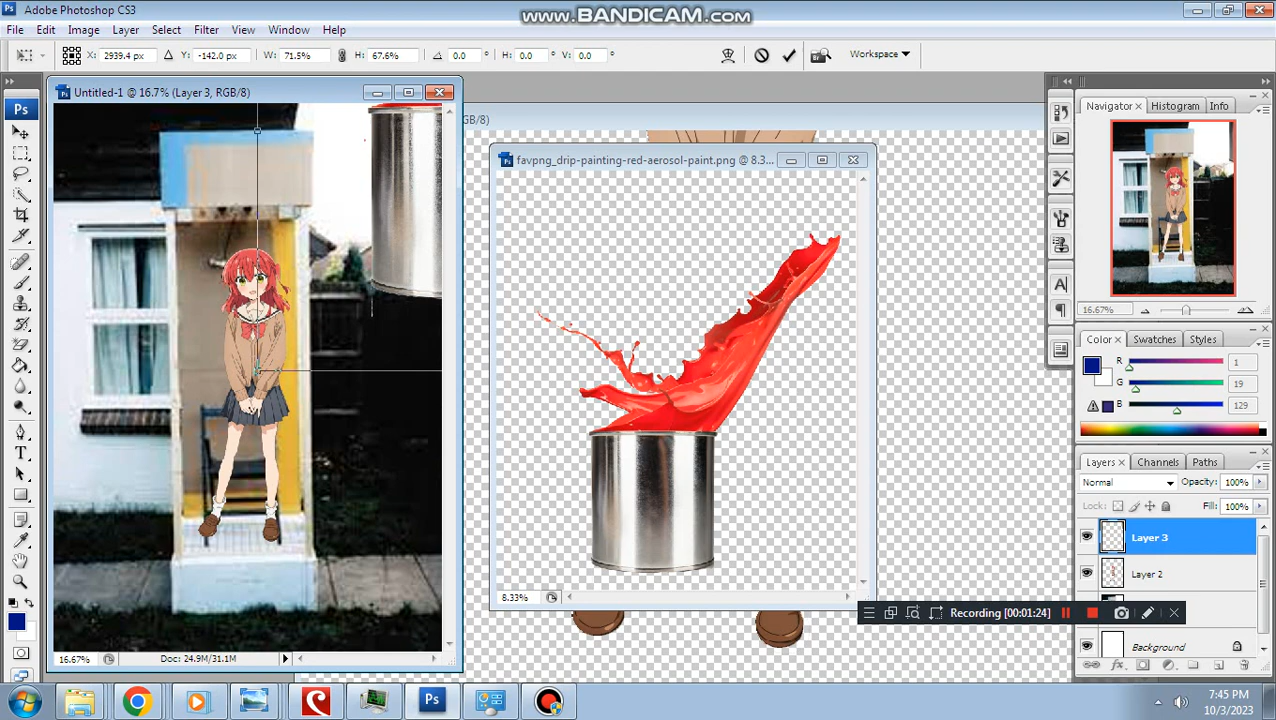 Ps Adobe Photoshop CS3
www.BANDICAM.com
File Edit Image Layer Select Filter View Window Help
X: 2939.4 px Y: -142.0 px W: 71.5% H: 67.6% 0.0 ° H: 0.0 ° V: 0.0 ° Br Workspace
Ps
Untitled-1 @ 16.7% (Layer 3, RGB/8)
GB/8)
favpng_drip-painting-red-aerosol-paint.png @ 8.3...
Navigator Histogram Info
16.67%
Color Swatches Styles
R 1
G 19
B 129
Layers Channels Paths
Normal Opacity: 100%
Lock: Fill: 100%
Layer 3
Layer 2
Background
8.33%
Recording [00:01:24]
16.67% Doc: 24.9M/31.1M
Ps
7:45 PM
10/3/2023